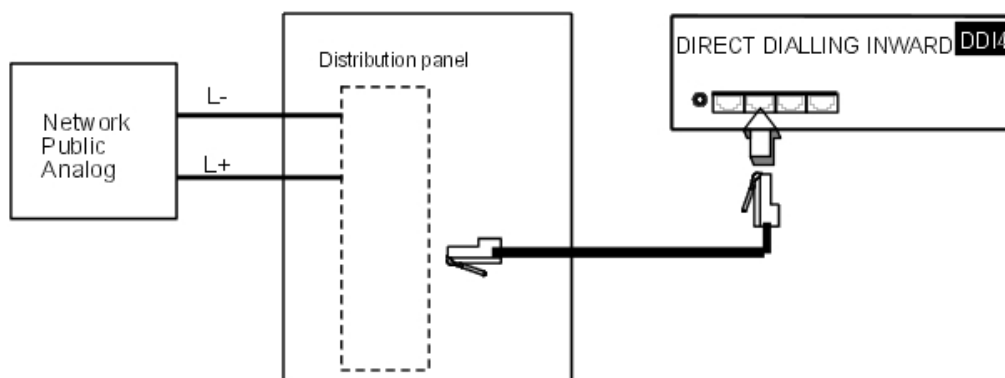 Network
Public
Analog
L-
L+
Distribution panel
DIRECT DIALLING INWARD DDI4